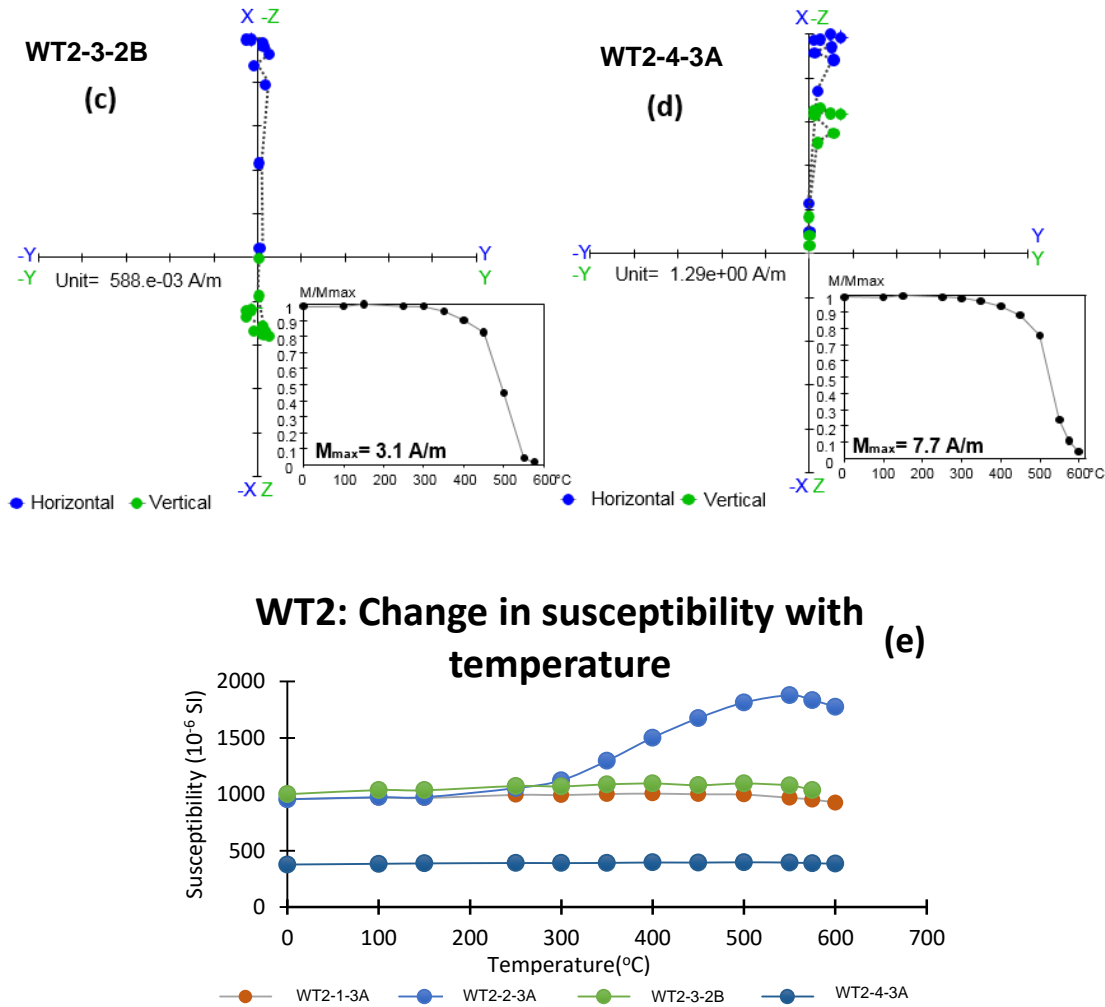 X -Z
WT2-3-2B
(c)
-Y Y
-Y Unit= 588.e-03 A/m Y
M/Mmax
1
0.9
0.8
0.7
0.6
0.5
0.4
0.3
0.2
0.1
0
Mmax= 3.1 A/m
0 100 200 300 400 500 600°C
-X Z
Horizontal Vertical
X -Z
WT2-4-3A
(d)
-Y Y
-Y Unit= 1.29e+00 A/m Y
M/Mmax
1
0.9
0.8
0.7
0.6
0.5
0.4
0.3
0.2
0.1
0
Mmax= 7.7 A/m
0 100 200 300 400 500 600°C
-X Z
Horizontal Vertical
WT2: Change in susceptibility with
temperature
(e)
Susceptibility (10⁻⁶ SI)
2000
1500
1000
500
0
0 100 200 300 400 500 600 700
Temperature(°C)
WT2-1-3A WT2-2-3A WT2-3-2B WT2-4-3A